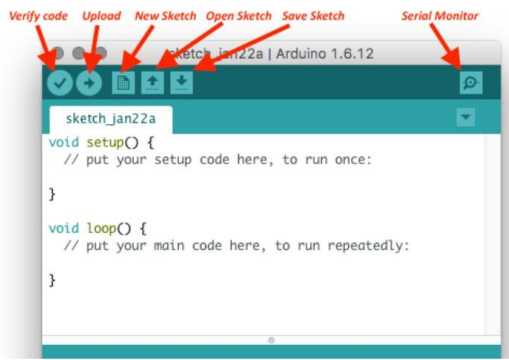 Verify code Upload New Sketch Open Sketch Save Sketch Serial Monitor
sketch_jan22a | Arduino 1.6.12
sketch_jan22a
void setup() {
// put your setup code here, to run once:
}
void loop() {
// put your main code here, to run repeatedly:
}